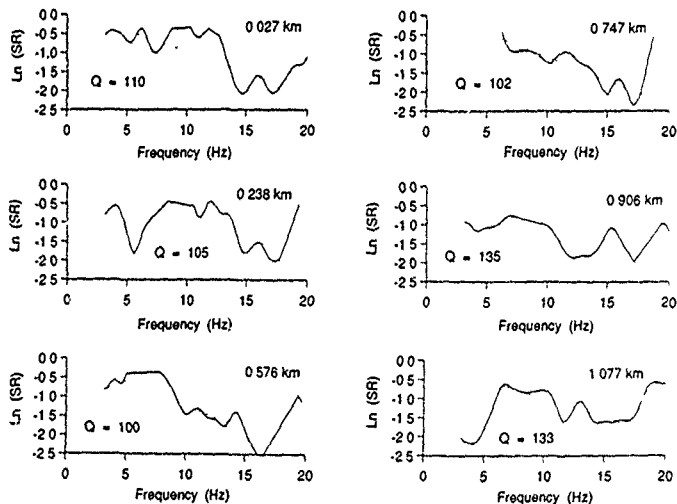 Ln (SR)
0 0
-0 5
-1.0
-1.5
-2.0
-2 5
0 027 km
Q = 110
0 5 10 15 20
Frequency (Hz)
Ln (SR)
0 0
-0 5
-1.0
-1.5
-2.0
-2 5
0 747 km
Q = 102
0 5 10 15 20
Frequency (Hz)
Ln (SR)
0 0
-0 5
-1.0
-1.5
-2.0
-2 5
0 238 km
Q = 105
0 5 10 15 20
Frequency (Hz)
Ln (SR)
0 0
-0 5
-1.0
-1.5
-2.0
-2 5
0 906 km
Q = 135
0 5 10 15 20
Frequency (Hz)
Ln (SR)
0 0
-0 5
-1.0
-1.5
-2.0
-2 5
0 576 km
Q = 100
0 5 10 15 20
Frequency (Hz)
Ln (SR)
0 0
-0 5
-1.0
-1.5
-2.0
-2 5
1 077 km
Q = 133
0 5 10 15 20
Frequency (Hz)